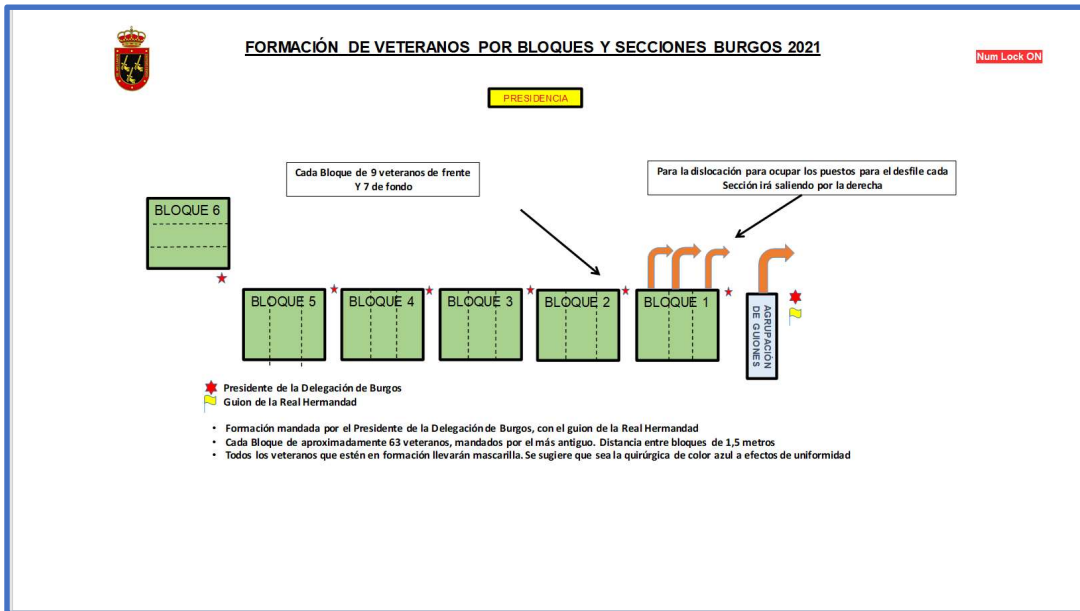 FORMACIÓN DE VETERANOS POR BLOQUES Y SECCIONES BURGOS 2021
Num Lock ON
PRESIDENCIA
Cada Bloque de 9 veteranos de frente
Y 7 de fondo
Para la dislocación para ocupar los puestos para el desfile cada
Sección irá saliendo por la derecha
BLOQUE 6
BLOQUE 5
BLOQUE 4
BLOQUE 3
BLOQUE 2
BLOQUE 1
AGRUPACIÓN
DE GUIONES
Presidente de la Delegación de Burgos
Guion de la Real Hermandad
• Formación mandada por el Presidente de la Delegación de Burgos, con el guion de la Real Hermandad
• Cada Bloque de aproximadamente 63 veteranos, mandados por el más antiguo. Distancia entre bloques de 1,5 metros
• Todos los veteranos que estén en formación llevarán mascarilla. Se sugiere que sea la quirúrgica de color azul a efectos de uniformidad